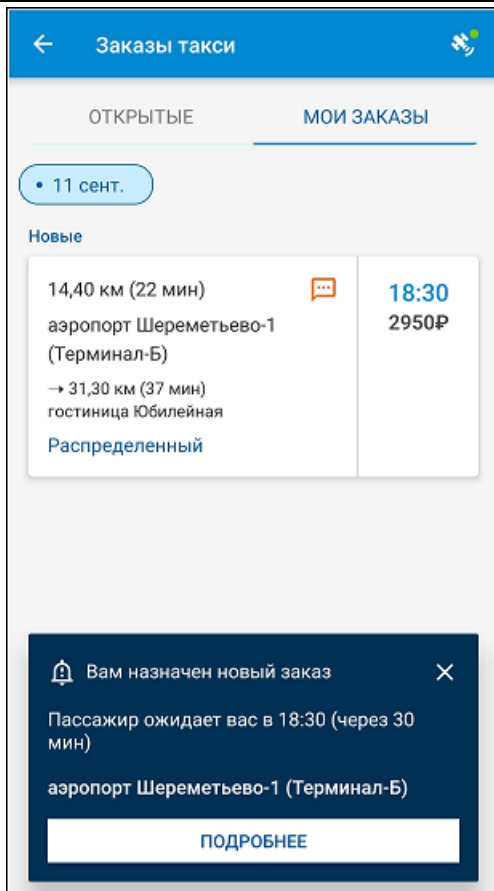 Заказы такси
ОТКРЫТЫЕ
МОИ ЗАКАЗЫ
• 11 сент.
Новые
14,40 км (22 мин)
18:30
2950₽
аэропорт Шереметьево-1
(Терминал-Б)
→ 31,30 км (37 мин)
гостиница Юбилейная
Распределенный
Вам назначен новый заказ
Пассажир ожидает вас в 18:30 (через 30
мин)
аэропорт Шереметьево-1 (Терминал-Б)
ПОДРОБНЕЕ